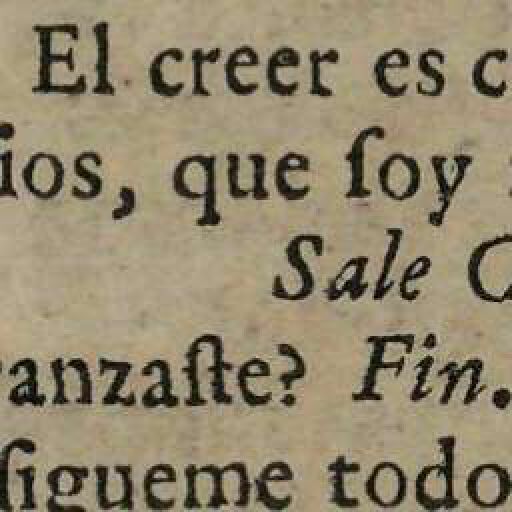 El creer es c
ios, que ſoy
Sale C
anzaſte? Fin.
ſigueme todo